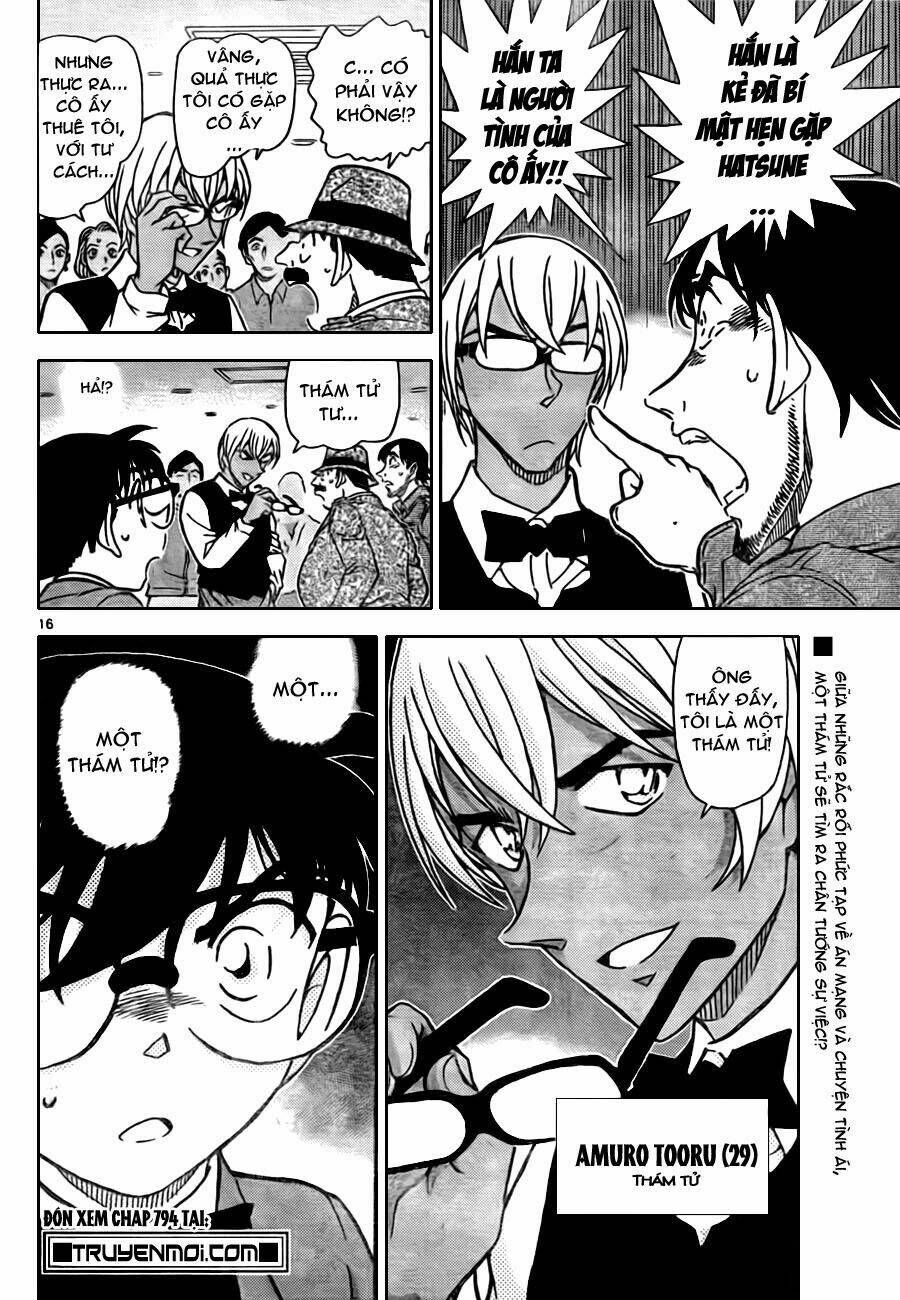 HẮN LÀ
KẺ ĐÃ BÍ
MẬT HẸN GẶP
HATSUNE
...
HẮN TA
LÀ NGƯỜI
TÌNH CỦA
CÔ ẤY!!
C... CÓ
PHẢI VẬY
KHÔNG!?
VÂNG,
QUẢ THỰC
TÔI CÓ GẶP
CÔ ẤY
...
NHƯNG
THỰC RA...
CÔ ẤY
THUÊ TÔI,
VỚI TƯ
CÁCH...
THÁM TỬ
TƯ...
HẢ!?
16
ÔNG
THẤY ĐẤY,
TÔI LÀ MỘT
THÁM TỬ!
AMURO TOORU (29)
THÁM TỬ
MỘT...
MỘT
THÁM TỬ!?
GIỮA NHỮNG RẮC RỐI PHỨC TẠP VỀ ÁN MẠNG VÀ CHUYỆN TÌNH ÁI,
MỘT THÁM TỬ SẼ TÌM RA CHÂN TƯỚNG SỰ VIỆC!?
ĐÓN XEM CHAP 794 TẠI:
TRUYENMOI.COM